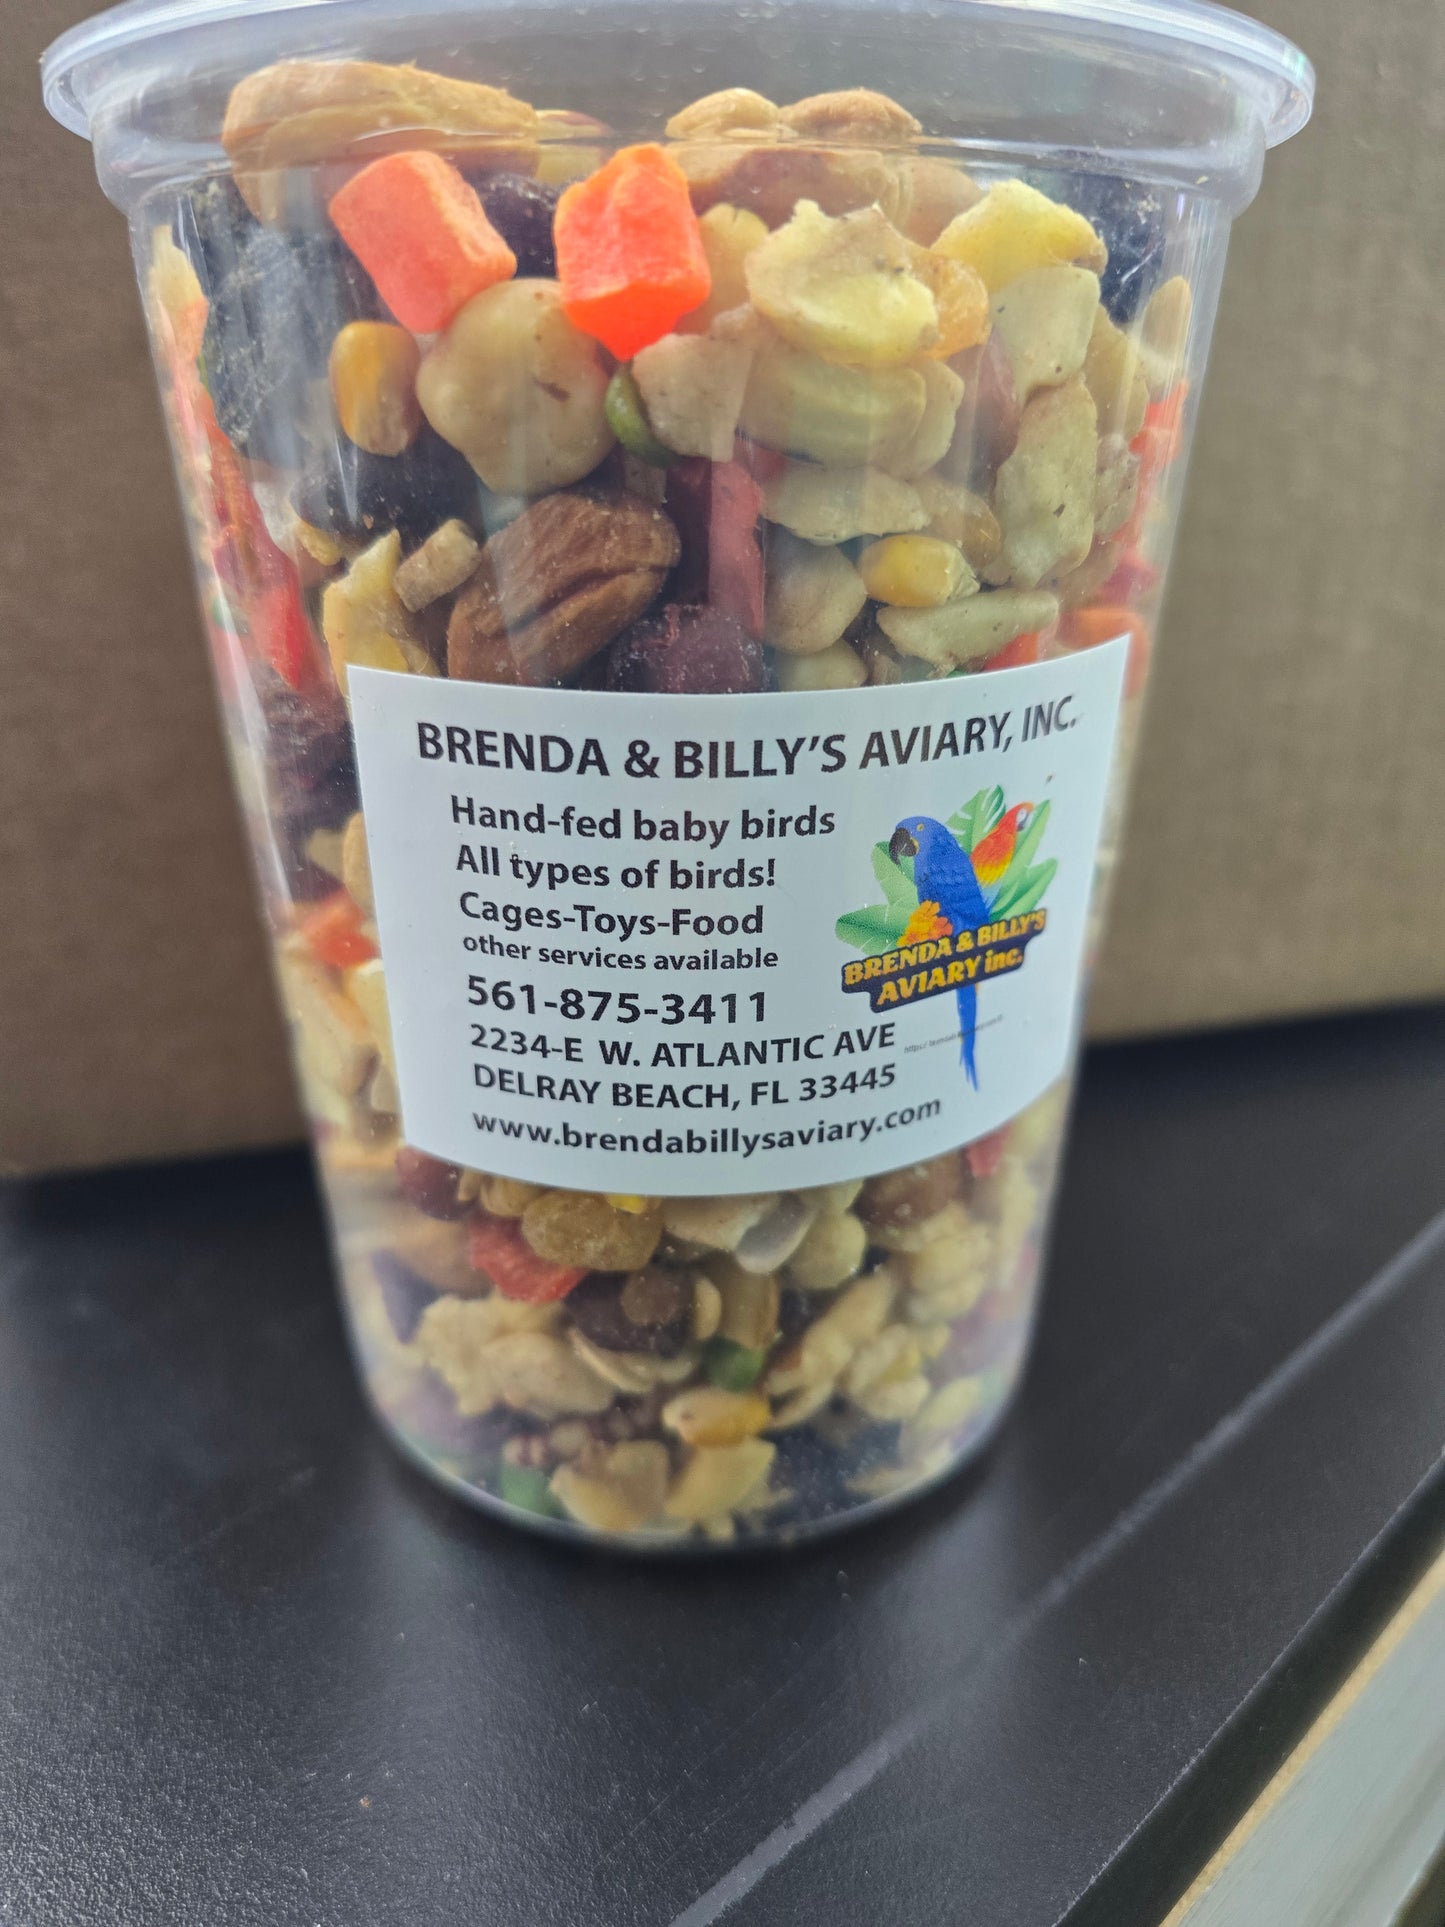 BRENDA & BILLY'S AVIARY, INC.
Hand-fed baby birds
All types of birds!
Cages-Toys-Food
other services available
561-875-3411
2234-E W. ATLANTIC AVE
DELRAY BEACH, FL 33445
www.brendabillysaviary.com
BRENDA & BILLY'S
AVIARY inc.